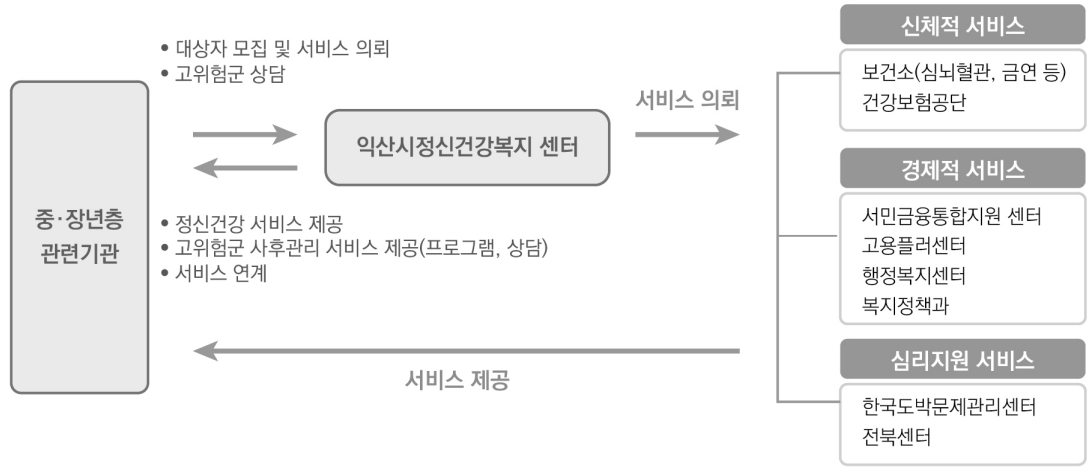 • 대상자 모집 및 서비스 의뢰
• 고위험군 상담
중·장년층
관련기관
익산시정신건강복지 센터
• 정신건강 서비스 제공
• 고위험군 사후관리 서비스 제공(프로그램, 상담)
• 서비스 연계
서비스 의뢰
서비스 제공
신체적 서비스
보건소(심뇌혈관, 금연 등)
건강보험공단
경제적 서비스
서민금융통합지원 센터
고용플러센터
행정복지센터
복지정책과
심리지원 서비스
한국도박문제관리센터
전북센터